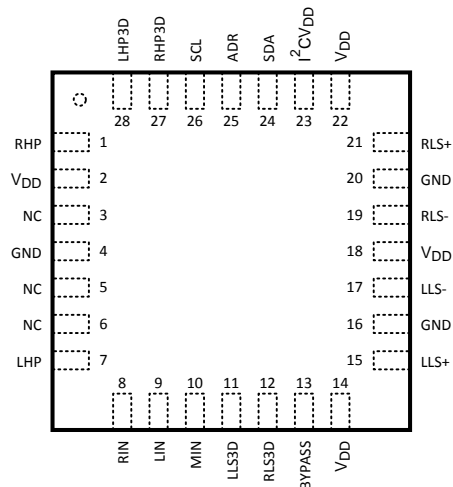 LHP3D RHP3D SCL ADR SDA I²CVDD VDD
28 27 26 25 24 23 22
RHP 1
VDD 2
NC 3
GND 4
NC 5
NC 6
LHP 7
21 RLS+
20 GND
19 RLS-
18 VDD
17 LLS-
16 GND
15 LLS+
8 9 10 11 12 13 14
RIN LIN MIN LLS3D RLS3D BYPASS VDD